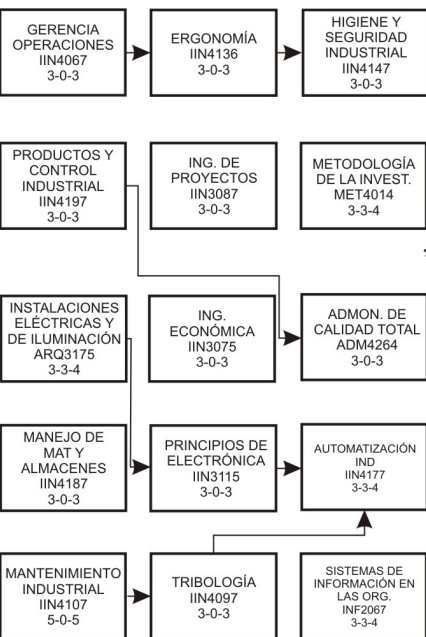 GERENCIA
OPERACIONES
IIN4067
3-0-3
ERGONOMÍA
IIN4136
3-0-3
HIGIENE Y
SEGURIDAD
INDUSTRIAL
IIN4147
3-0-3
PRODUCTOS Y
CONTROL
INDUSTRIAL
IIN4197
3-0-3
ING. DE
PROYECTOS
IIN3087
3-0-3
METODOLOGÍA
DE LA INVEST.
MET4014
3-3-4
INSTALACIONES
ELÉCTRICAS Y
DE ILUMINACIÓN
ARQ3175
3-3-4
ING.
ECONÓMICA
IIN3075
3-0-3
ADMON. DE
CALIDAD TOTAL
ADM4264
3-0-3
MANEJO DE
MAT Y
ALMACENES
IIN4187
3-0-3
PRINCIPIOS DE
ELECTRÓNICA
IIN3115
3-0-3
AUTOMATIZACIÓN
IND
IIN4177
3-3-4
MANTENIMIENTO
INDUSTRIAL
IIN4107
5-0-5
TRIBOLOGÍA
IIN4097
3-0-3
SISTEMAS DE
INFORMACIÓN EN
LAS ORG.
INF2067
3-3-4